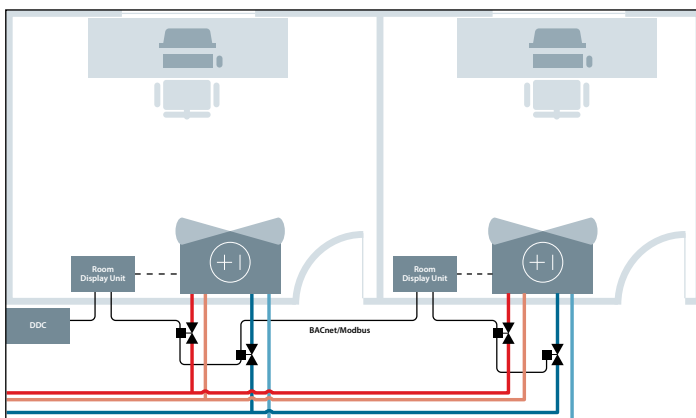 Room
Display Unit
Room
Display Unit
DDC
BACnet/Modbus